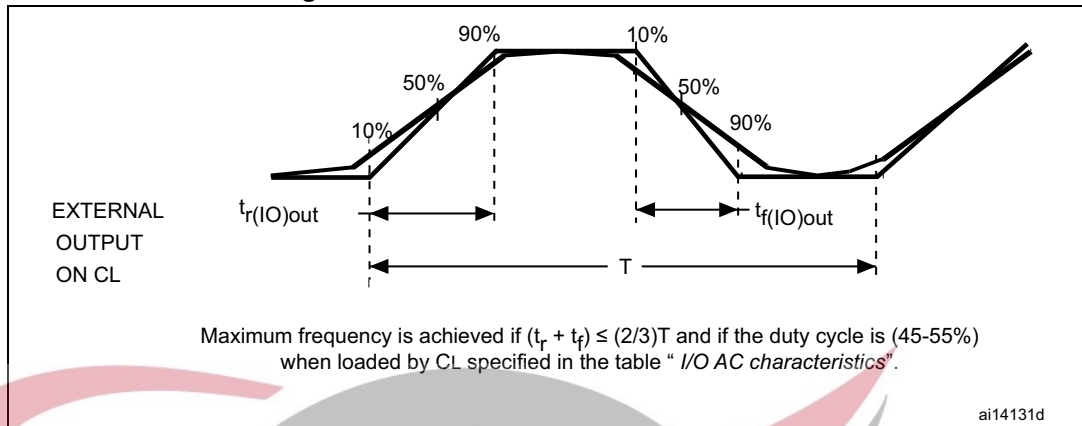 90% 10%
50% 50%
10% 90%
EXTERNAL
OUTPUT
ON CL
tr(IO)out
tf(IO)out
T
Maximum frequency is achieved if (tr + tf) ≤ (2/3)T and if the duty cycle is (45-55%)
when loaded by CL specified in the table “ I/O AC characteristics”.
ai14131d